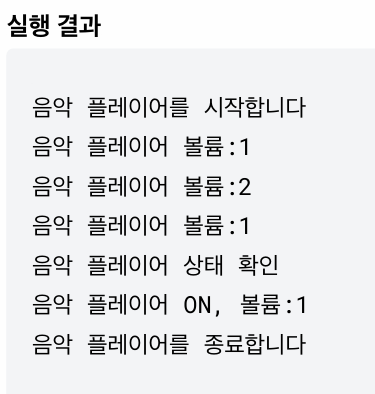 실행 결과
음악 플레이어를 시작합니다
음악 플레이어 볼륨:1
음악 플레이어 볼륨:2
음악 플레이어 볼륨:1
음악 플레이어 상태 확인
음악 플레이어 ON, 볼륨:1
음악 플레이어를 종료합니다